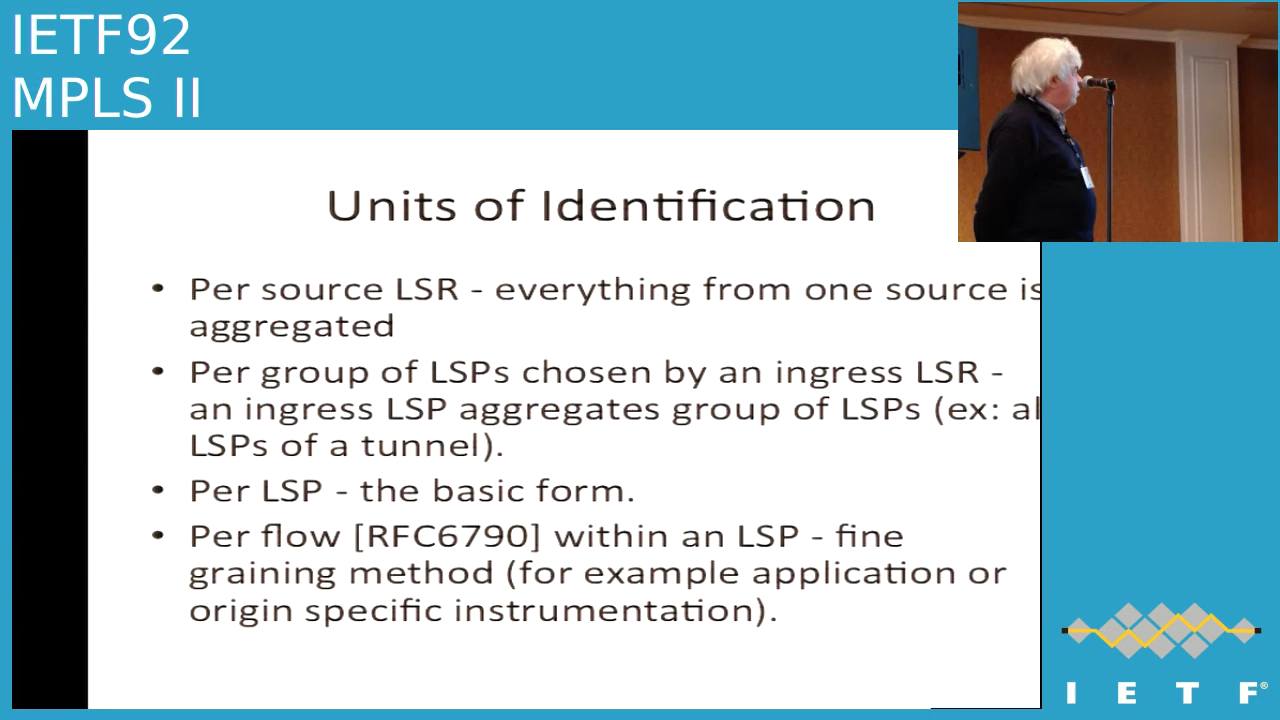 IETF92
MPLS II
Units of Identification
• Per source LSR - everything from one source is
aggregated
• Per group of LSPs chosen by an ingress LSR -
an ingress LSP aggregates group of LSPs (ex: al
LSPs of a tunnel).
• Per LSP - the basic form.
• Per flow [RFC6790] within an LSP - fine
graining method (for example application or
origin specific instrumentation).
I E T F®